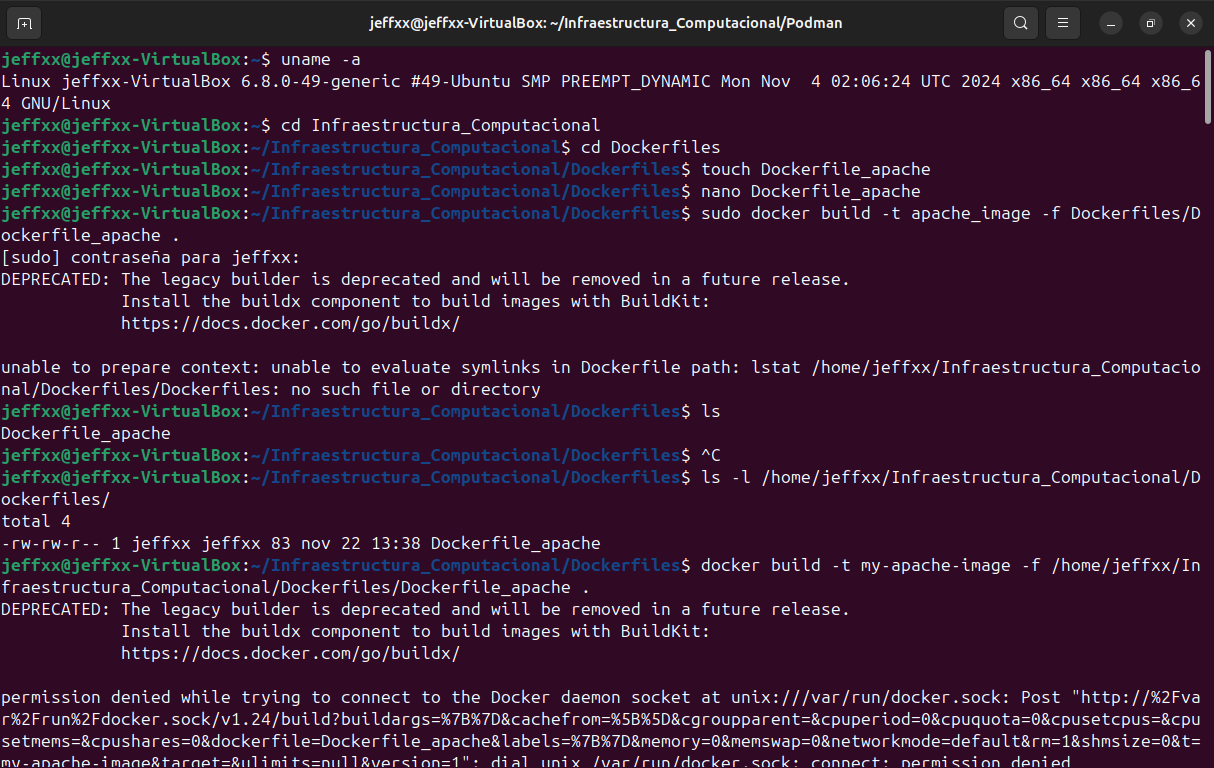 jeffxx@jeffxx-VirtualBox: ~/Infraestructura_Computacional/Podman
jeffxx@jeffxx-VirtualBox:~$ uname -a
Linux jeffxx-VirtualBox 6.8.0-49-generic #49-Ubuntu SMP PREEMPT_DYNAMIC Mon Nov  4 02:06:24 UTC 2024 x86_64 x86_64 x86_6
4 GNU/Linux
jeffxx@jeffxx-VirtualBox:~$ cd Infraestructura_Computacional
jeffxx@jeffxx-VirtualBox:~/Infraestructura_Computacional$ cd Dockerfiles
jeffxx@jeffxx-VirtualBox:~/Infraestructura_Computacional/Dockerfiles$ touch Dockerfile_apache
jeffxx@jeffxx-VirtualBox:~/Infraestructura_Computacional/Dockerfiles$ nano Dockerfile_apache
jeffxx@jeffxx-VirtualBox:~/Infraestructura_Computacional/Dockerfiles$ sudo docker build -t apache_image -f Dockerfiles/D
ockerfile_apache .
[sudo] contraseña para jeffxx:
DEPRECATED: The legacy builder is deprecated and will be removed in a future release.
            Install the buildx component to build images with BuildKit:
            https://docs.docker.com/go/buildx/

unable to prepare context: unable to evaluate symlinks in Dockerfile path: lstat /home/jeffxx/Infraestructura_Computacio
nal/Dockerfiles/Dockerfiles: no such file or directory
jeffxx@jeffxx-VirtualBox:~/Infraestructura_Computacional/Dockerfiles$ ls
Dockerfile_apache
jeffxx@jeffxx-VirtualBox:~/Infraestructura_Computacional/Dockerfiles$ ^C
jeffxx@jeffxx-VirtualBox:~/Infraestructura_Computacional/Dockerfiles$ ls -l /home/jeffxx/Infraestructura_Computacional/D
ockerfiles/
total 4
-rw-rw-r-- 1 jeffxx jeffxx 83 nov 22 13:38 Dockerfile_apache
jeffxx@jeffxx-VirtualBox:~/Infraestructura_Computacional/Dockerfiles$ docker build -t my-apache-image -f /home/jeffxx/In
fraestructura_Computacional/Dockerfiles/Dockerfile_apache .
DEPRECATED: The legacy builder is deprecated and will be removed in a future release.
            Install the buildx component to build images with BuildKit:
            https://docs.docker.com/go/buildx/

permission denied while trying to connect to the Docker daemon socket at unix:///var/run/docker.sock: Post "http://%2Fva
r%2Frun%2Fdocker.sock/v1.24/build?buildargs=%7B%7D&cachefrom=%5B%5D&cgroupparent=&cpuperiod=0&cpuquota=0&cpusetcpus=&cpu
setmems=&cpushares=0&dockerfile=Dockerfile_apache&labels=%7B%7D&memory=0&memswap=0&networkmode=default&rm=1&shmsize=0&t=
my-apache-image&target=&ulimits=null&version=1": dial unix /var/run/docker.sock: connect: permission denied